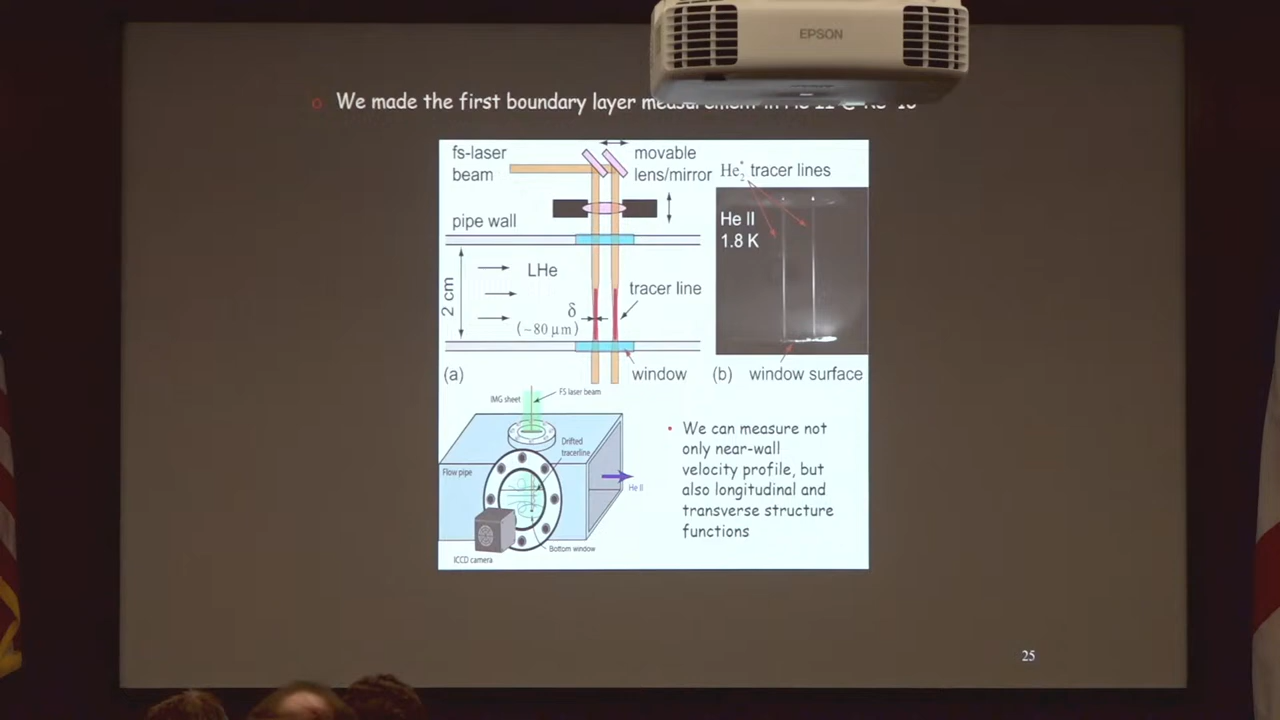 EPSON
We made the first boundary layer
fs-laser
beam
movable
lens/mirror
He₂* tracer lines
pipe wall
He II
1.8 K
LHe
2 cm
δ
(~80 μm)
tracer line
(a)
window
(b)
window surface
IMG sheet
FS laser beam
Drifted
tracerline
Flow pipe
He II
ICCD camera
Bottom window
• We can measure not
only near-wall
velocity profile, but
also longitudinal and
transverse structure
functions
25